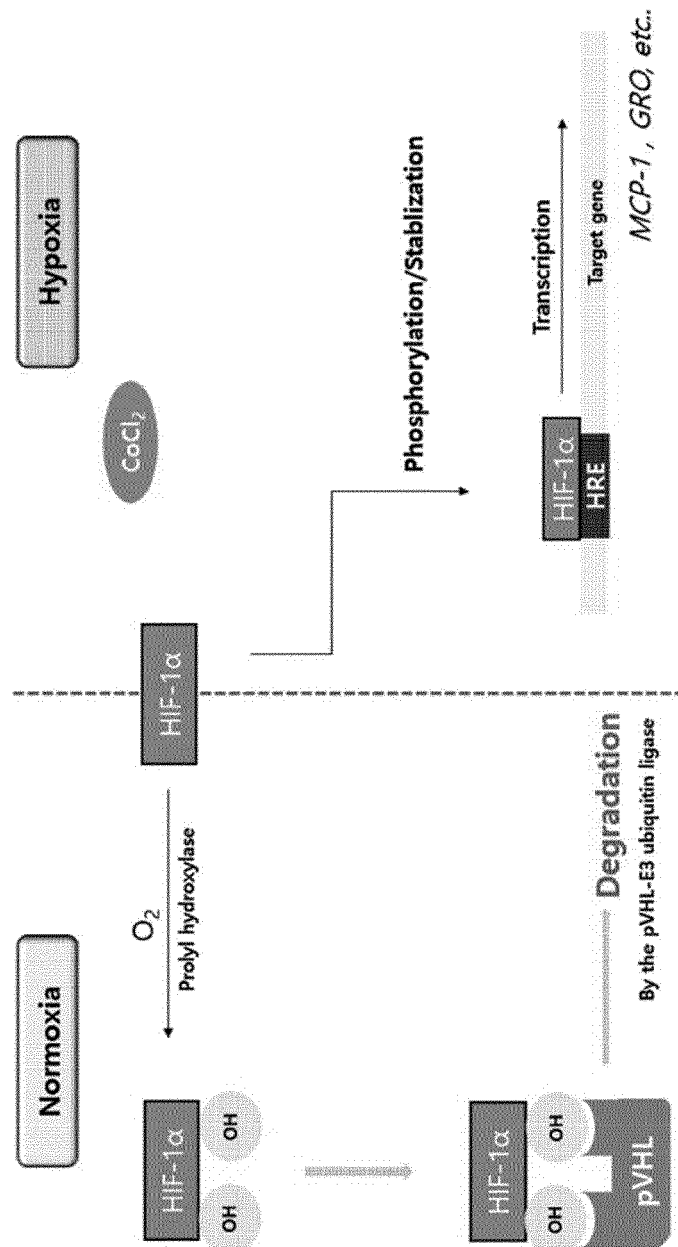 Normoxia
Hypoxia
HIF-1α
CoCl₂
O₂
Prolyl hydroxylase
HIF-1α
OH
OH
Phosphorylation/Stablization
HIF-1α
OH
OH
pVHL
Degradation
By the pVHL-E3 ubiquitin ligase
HIF-1α
HRE
Transcription
Target gene
MCP-1 , GRO, etc..